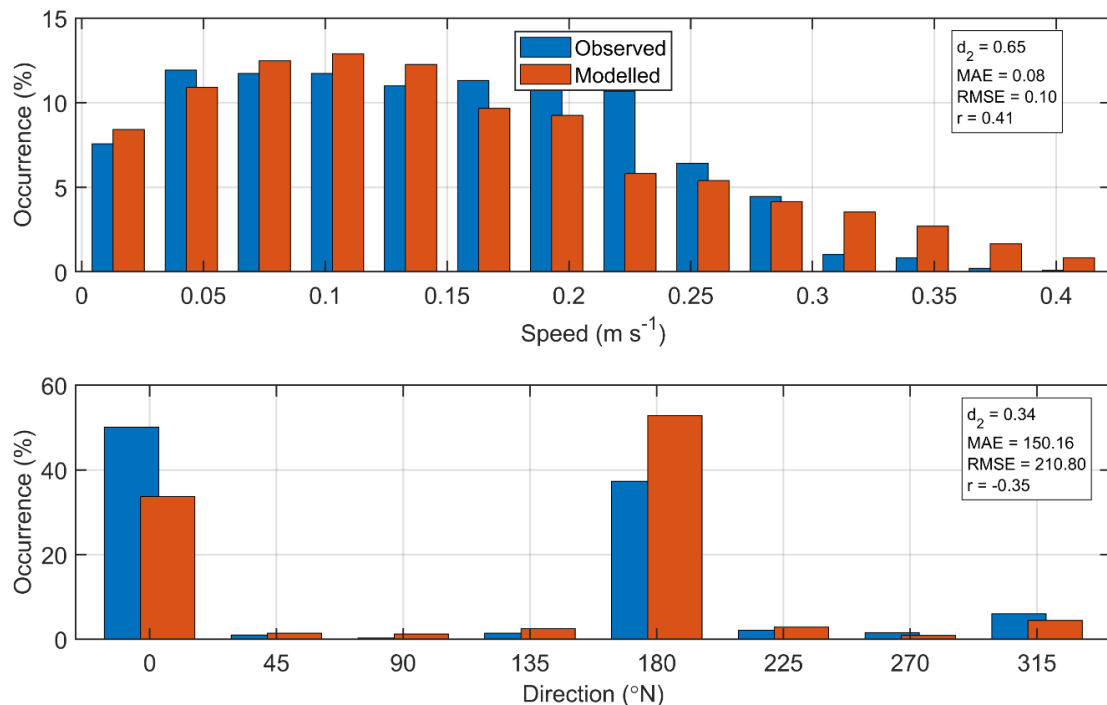 15
10
5
0
Occurrence (%)
Observed
Modelled
d2 = 0.65
MAE = 0.08
RMSE = 0.10
r = 0.41
0 0.05 0.1 0.15 0.2 0.25 0.3 0.35 0.4
Speed (m s-1)
60
40
20
0
Occurrence (%)
d2 = 0.34
MAE = 150.16
RMSE = 210.80
r = -0.35
0 45 90 135 180 225 270 315
Direction (°N)